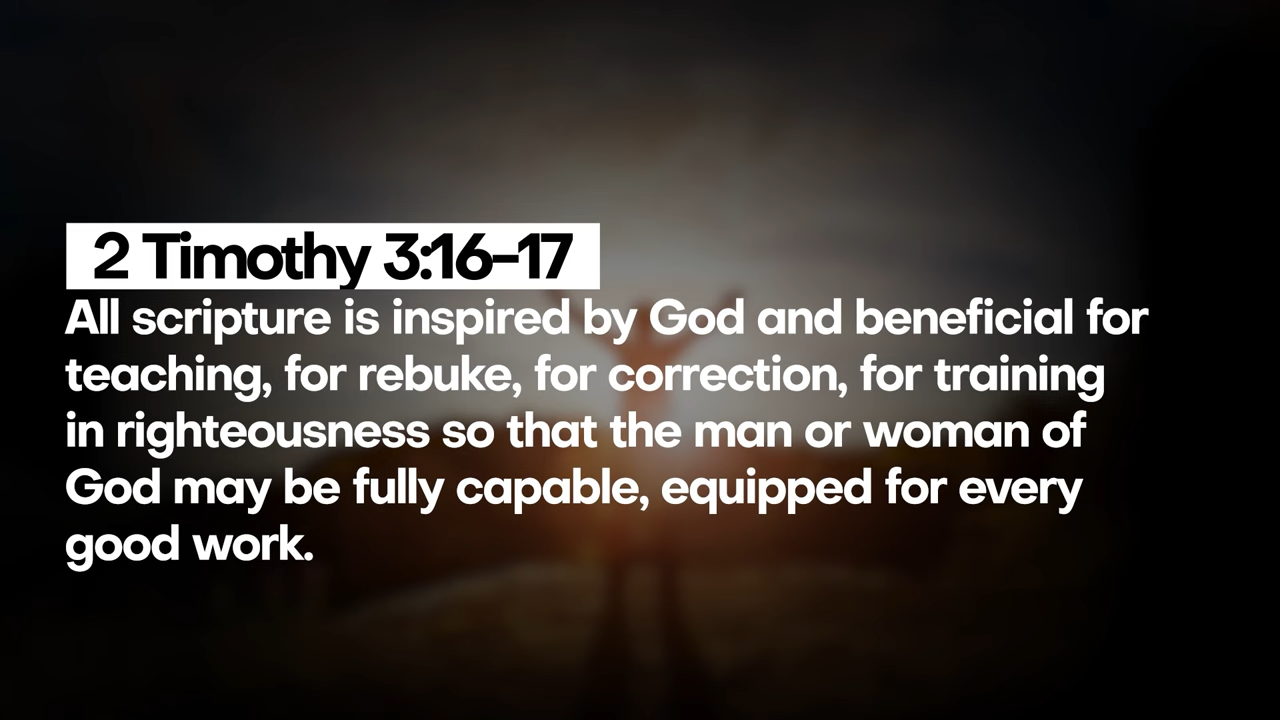 2 Timothy 3:16-17
All scripture is inspired by God and beneficial for
teaching, for rebuke, for correction, for training
in righteousness so that the man or woman of
God may be fully capable, equipped for every
good work.